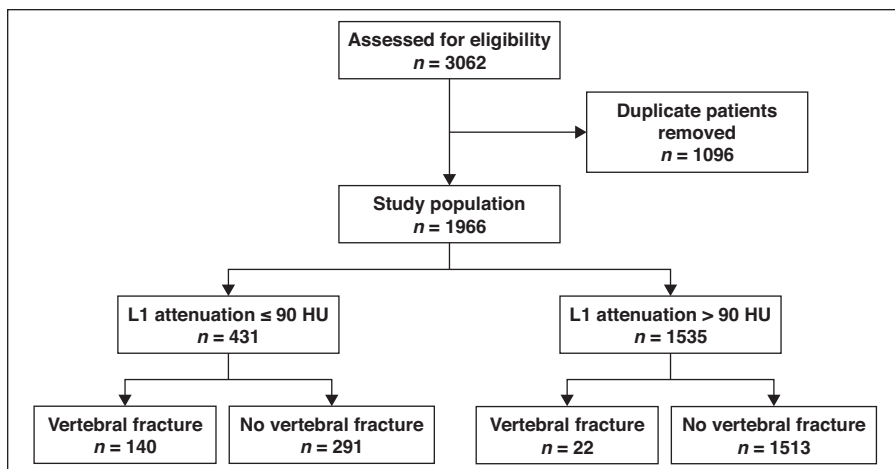 Assessed for eligibility
n = 3062
Duplicate patients
removed
n = 1096
Study population
n = 1966
L1 attenuation ≤ 90 HU
n = 431
L1 attenuation > 90 HU
n = 1535
Vertebral fracture
n = 140
No vertebral fracture
n = 291
Vertebral fracture
n = 22
No vertebral fracture
n = 1513